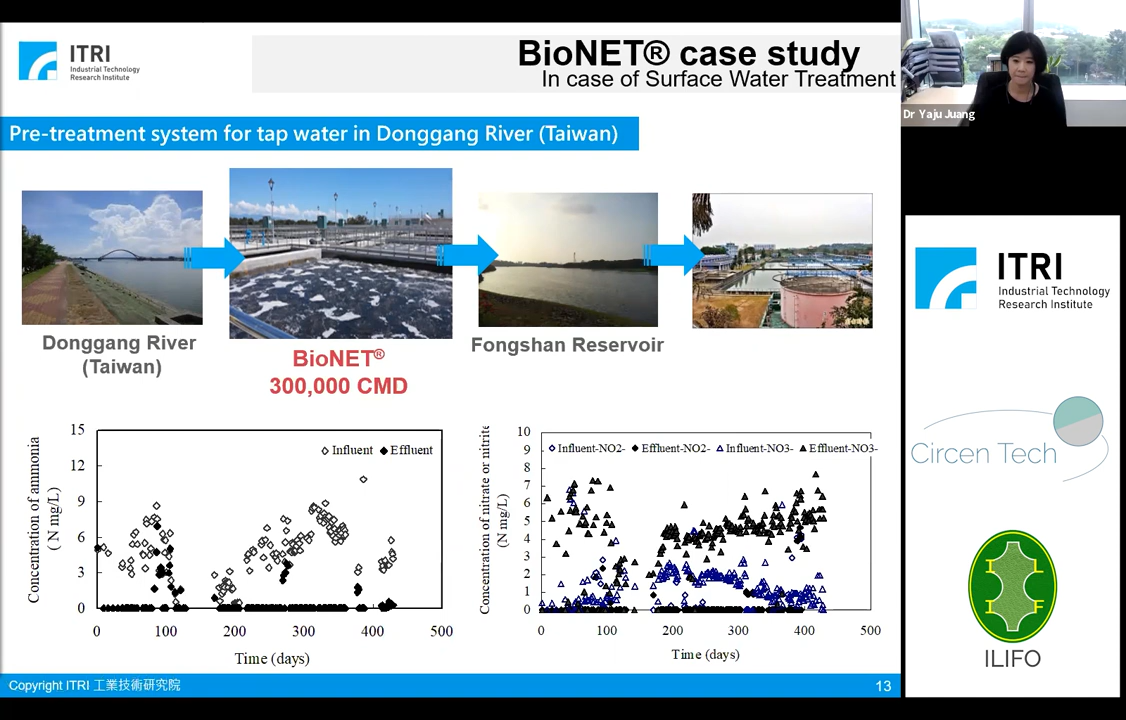 ITRI
Industrial Technology
Research Institute
BioNET® case study
In case of Surface Water Treatment
Pre-treatment system for tap water in Donggang River (Taiwan)
Donggang River
(Taiwan)
BioNET®
300,000 CMD
Fongshan Reservoir
Concentration of ammonia
( N mg/L)
15
12
9
6
3
0
Influent
Effluent
0
100
200
300
400
500
Time (days)
Concentration of nitrate or nitrite
(N mg/L)
10
9
8
7
6
5
4
3
2
1
0
Influent-NO2-
Effluent-NO2-
Influent-NO3-
Effluent-NO3-
0
100
200
300
400
500
Time (days)
Copyright ITRI 工業技術研究院
13
Dr Yaju Juang
ITRI
Industrial Technology
Research Institute
Circen Tech
ILIFO